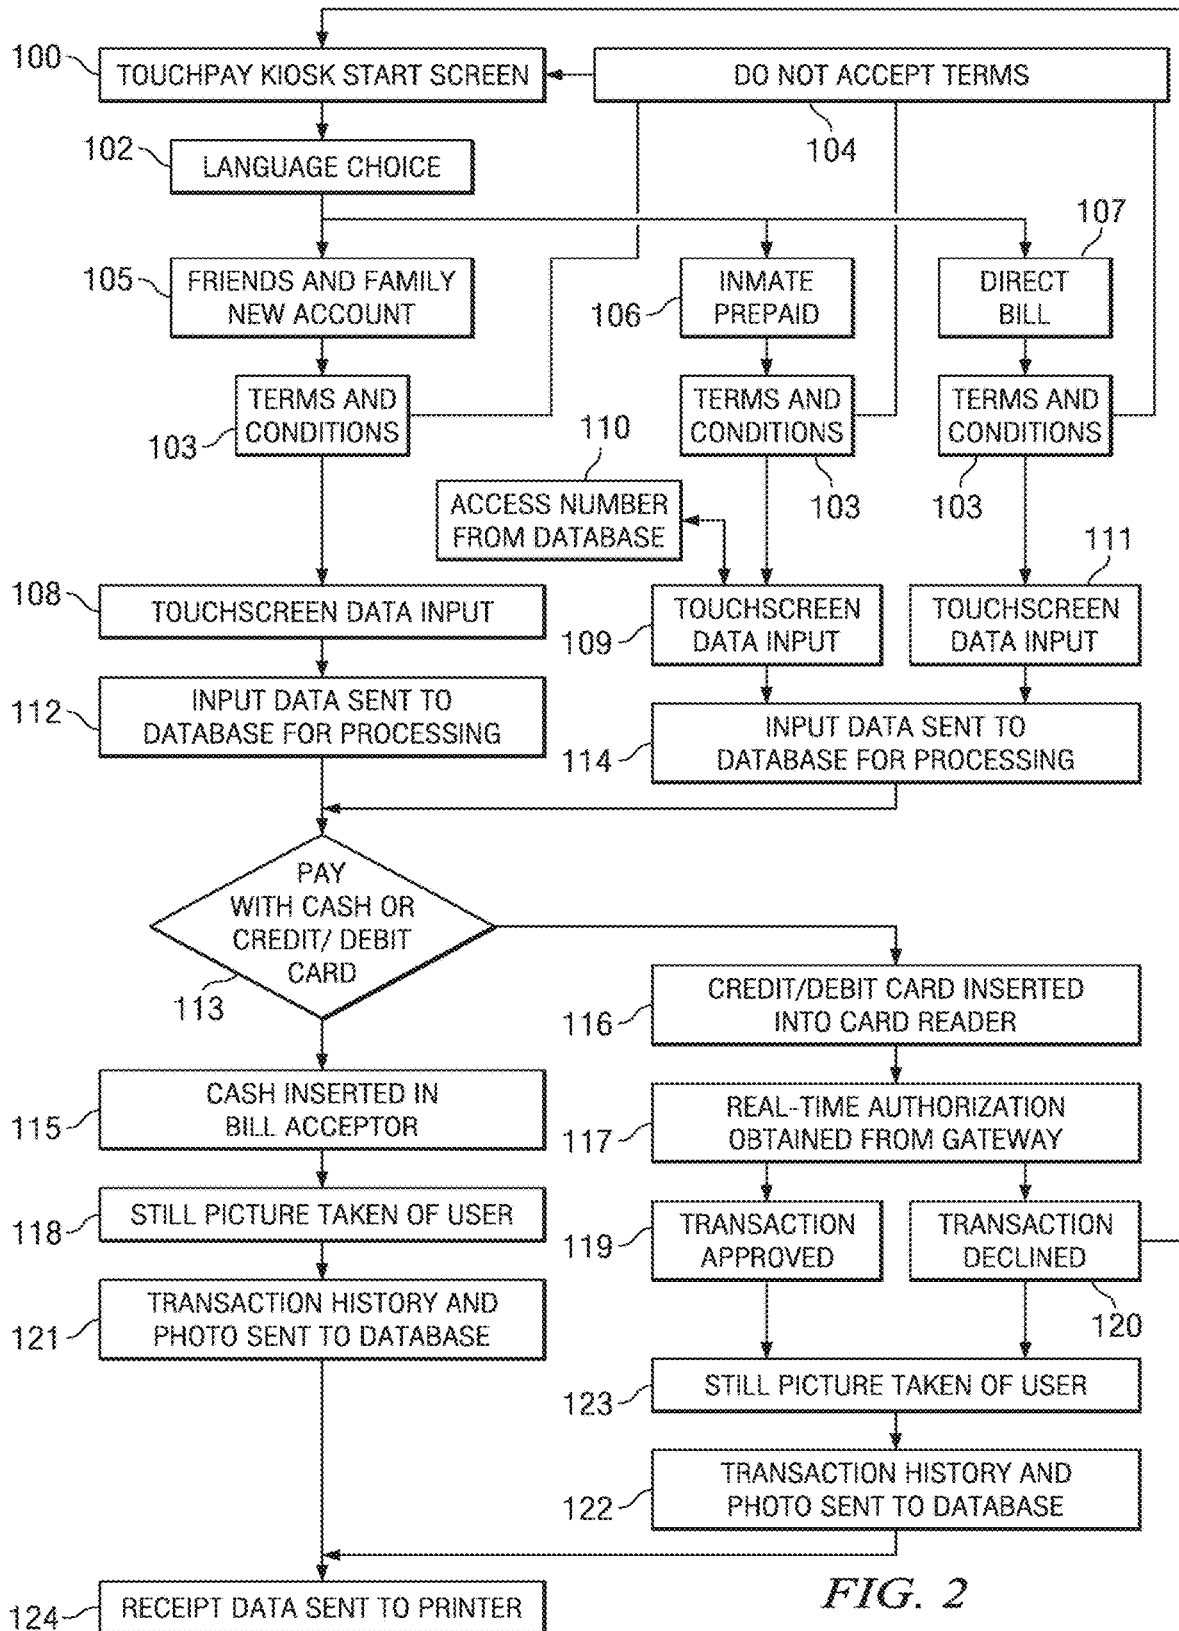 100
TOUCHPAY KIOSK START SCREEN
DO NOT ACCEPT TERMS
104
102
LANGUAGE CHOICE
107
105
FRIENDS AND FAMILY
NEW ACCOUNT
106
INMATE
PREPAID
DIRECT
BILL
103
TERMS AND
CONDITIONS
TERMS AND
CONDITIONS
103
TERMS AND
CONDITIONS
103
110
ACCESS NUMBER
FROM DATABASE
111
108
TOUCHSCREEN DATA INPUT
109
TOUCHSCREEN
DATA INPUT
TOUCHSCREEN
DATA INPUT
112
INPUT DATA SENT TO
DATABASE FOR PROCESSING
114
INPUT DATA SENT TO
DATABASE FOR PROCESSING
PAY
WITH CASH OR
CREDIT/ DEBIT
CARD
113
116
CREDIT/DEBIT CARD INSERTED
INTO CARD READER
115
CASH INSERTED IN
BILL ACCEPTOR
117
REAL-TIME AUTHORIZATION
OBTAINED FROM GATEWAY
118
STILL PICTURE TAKEN OF USER
119
TRANSACTION
APPROVED
TRANSACTION
DECLINED
120
121
TRANSACTION HISTORY AND
PHOTO SENT TO DATABASE
123
STILL PICTURE TAKEN OF USER
122
TRANSACTION HISTORY AND
PHOTO SENT TO DATABASE
124
RECEIPT DATA SENT TO PRINTER
FIG. 2